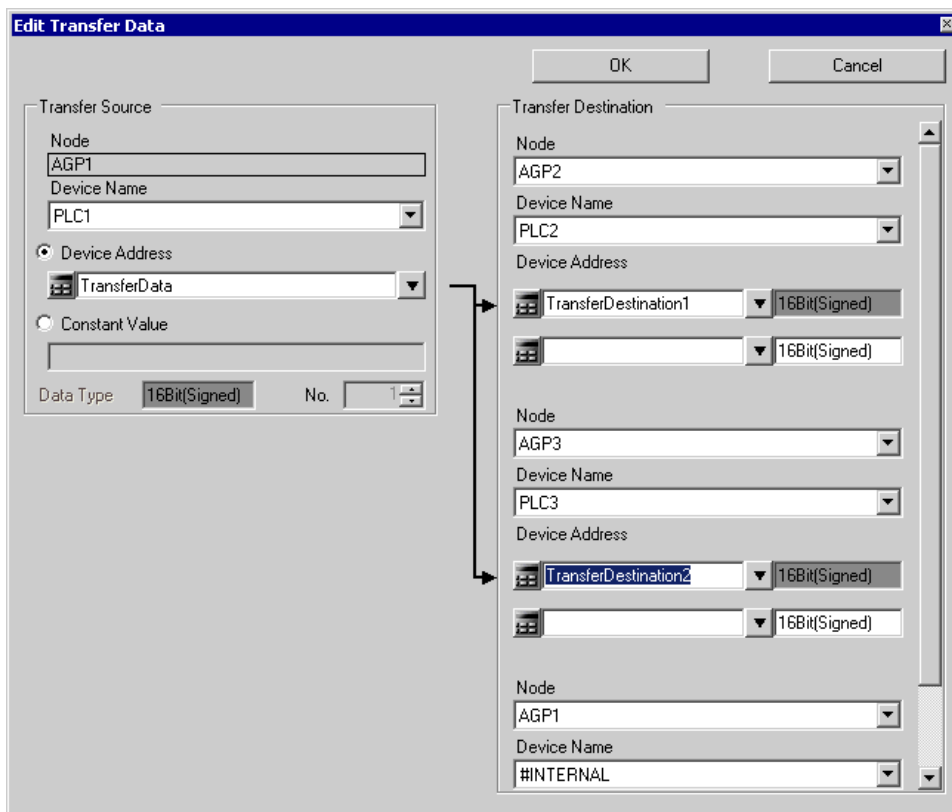 Edit Transfer Data
OK Cancel
Transfer Source
Node
AGP1
Device Name
PLC1
Device Address
TransferData
Constant Value
Data Type 16Bit(Signed) No. 1
Transfer Destination
Node
AGP2
Device Name
PLC2
Device Address
TransferDestination1 16Bit(Signed)
16Bit(Signed)
Node
AGP3
Device Name
PLC3
Device Address
TransferDestination2 16Bit(Signed)
16Bit(Signed)
Node
AGP1
Device Name
#INTERNAL